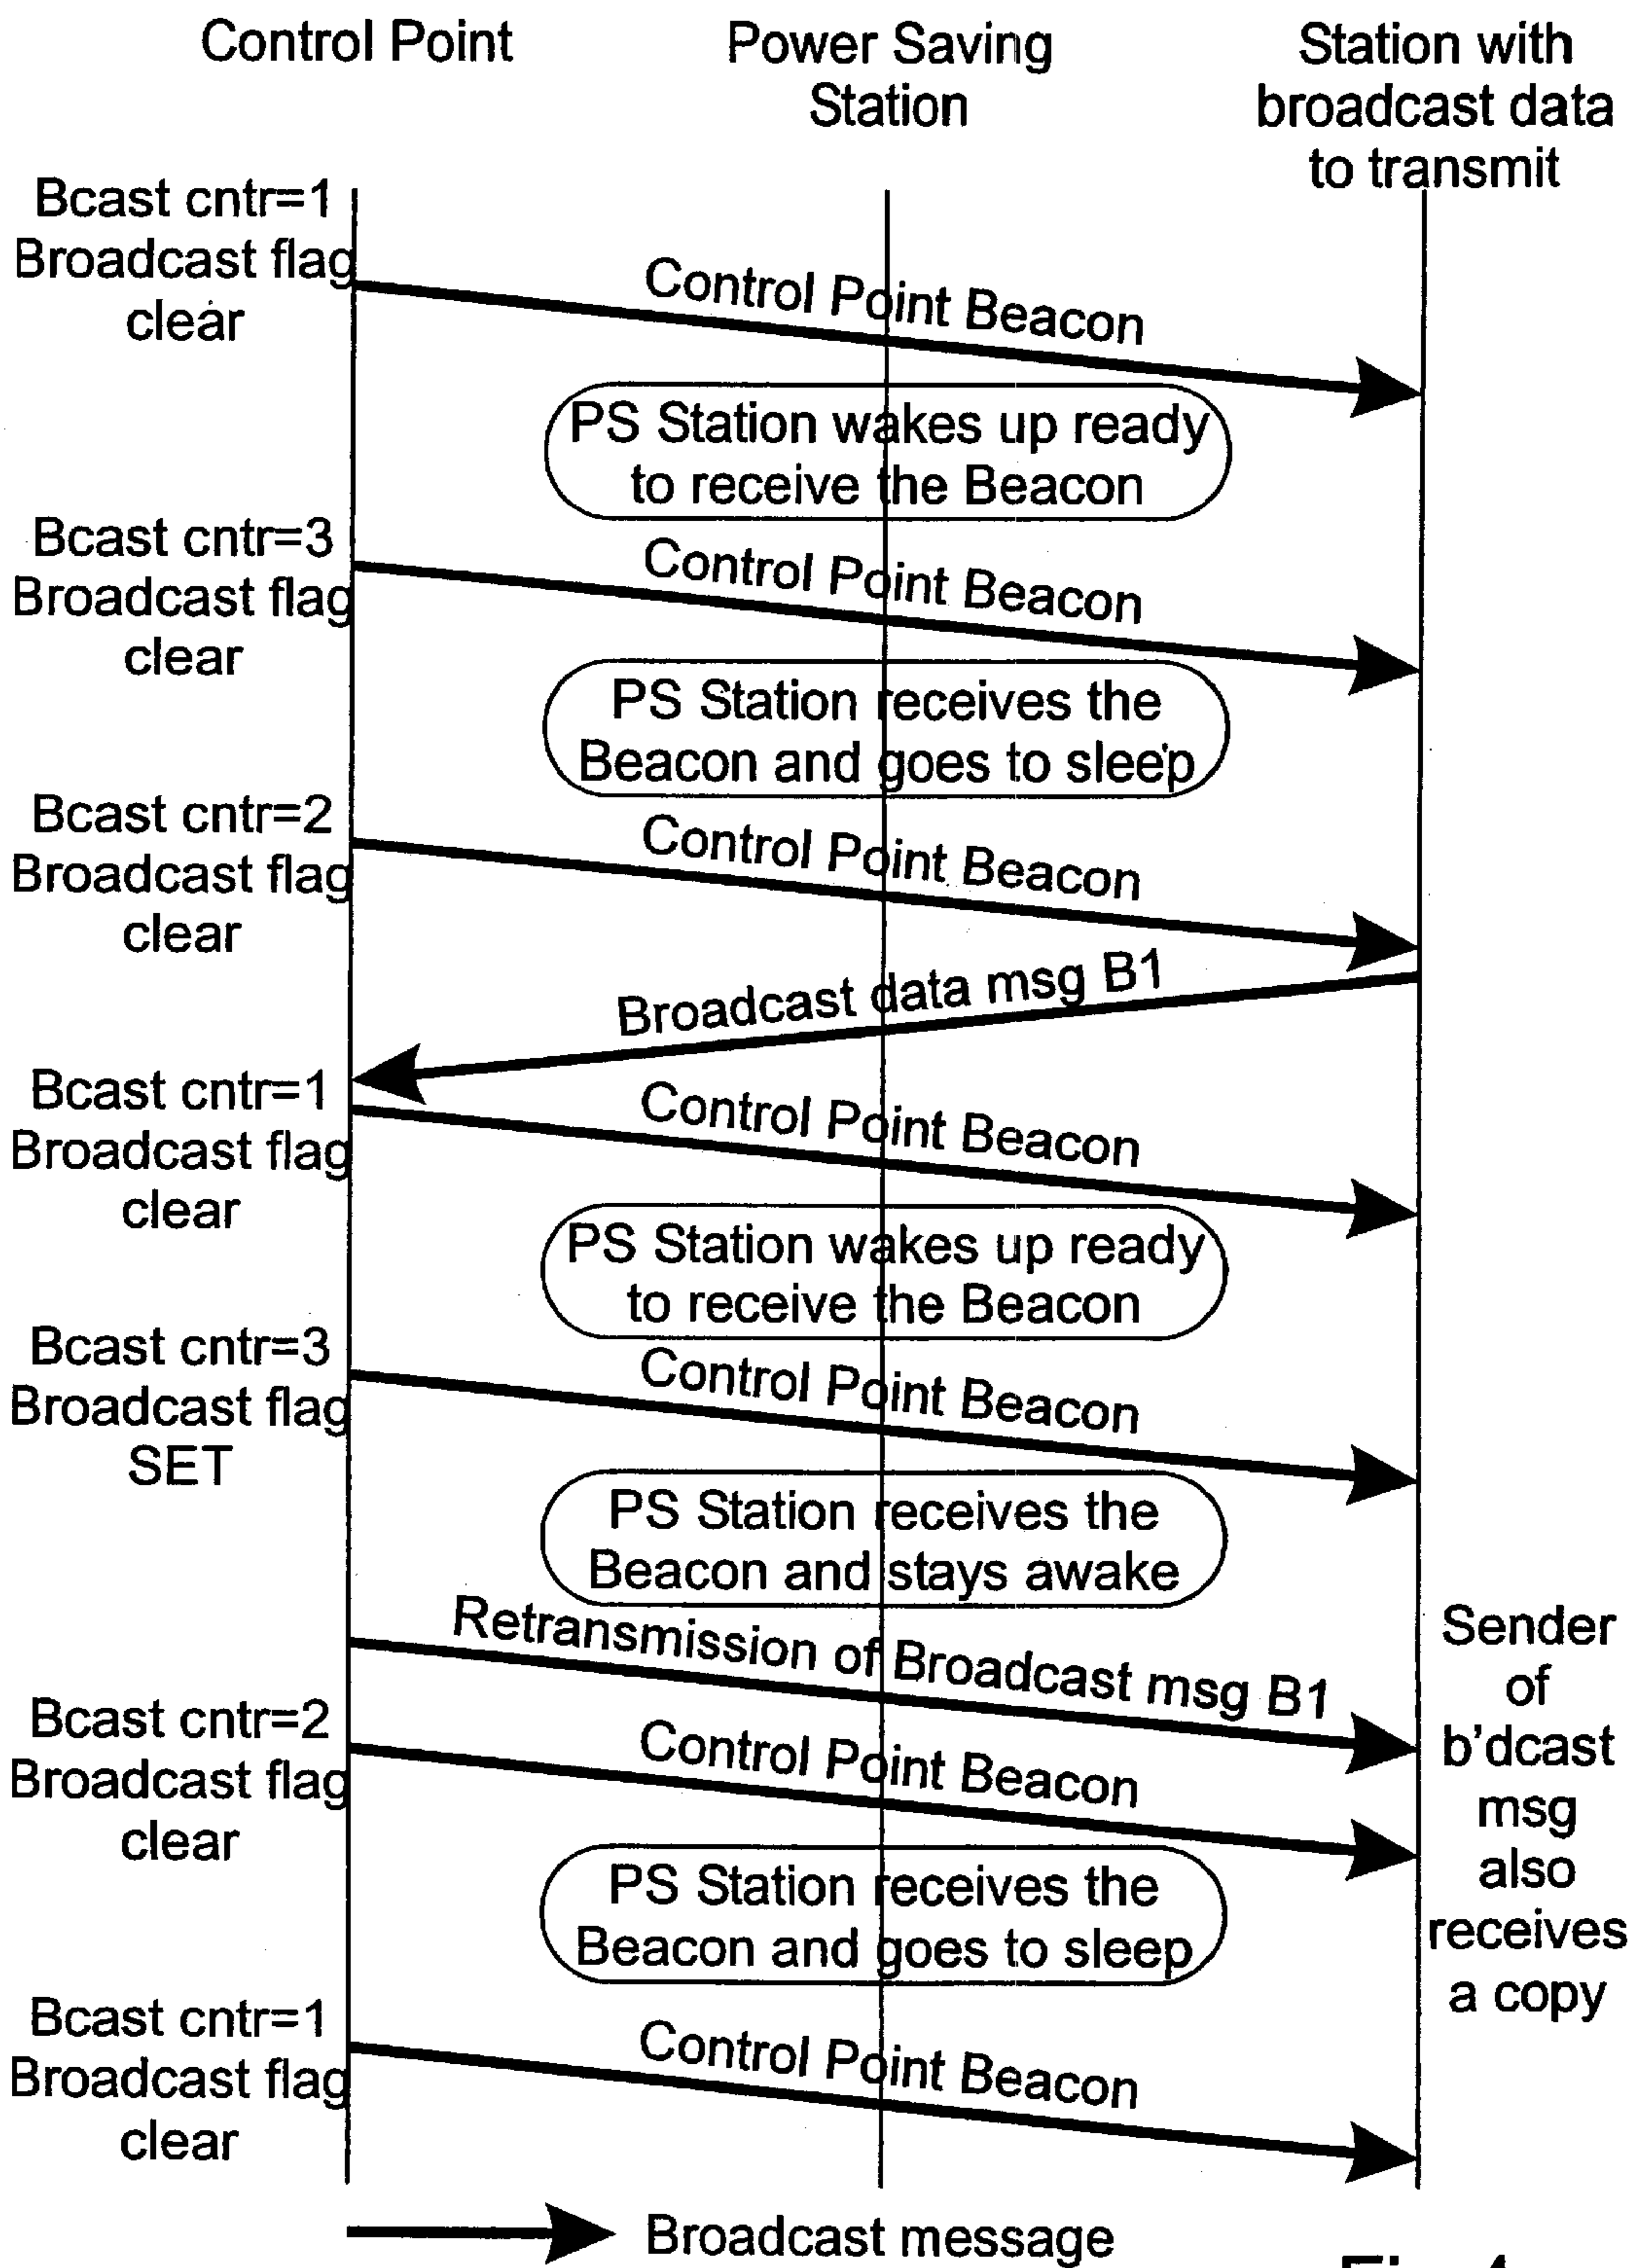 Control Point
Power Saving
Station
Station with
broadcast data
to transmit
Bcast cntr=1
Broadcast flag
clear
Control Point Beacon
PS Station wakes up ready
to receive the Beacon
Bcast cntr=3
Broadcast flag
clear
Control Point Beacon
PS Station receives the
Beacon and goes to sleep
Bcast cntr=2
Broadcast flag
clear
Control Point Beacon
Broadcast data msg B1
Bcast cntr=1
Broadcast flag
clear
Control Point Beacon
PS Station wakes up ready
to receive the Beacon
Bcast cntr=3
Broadcast flag
SET
Control Point Beacon
PS Station receives the
Beacon and stays awake
Retransmission of Broadcast msg B1
Sender
of
b'dcast
msg
also
receives
a copy
Bcast cntr=2
Broadcast flag
clear
Control Point Beacon
PS Station receives the
Beacon and goes to sleep
Bcast cntr=1
Broadcast flag
clear
Control Point Beacon
Broadcast message